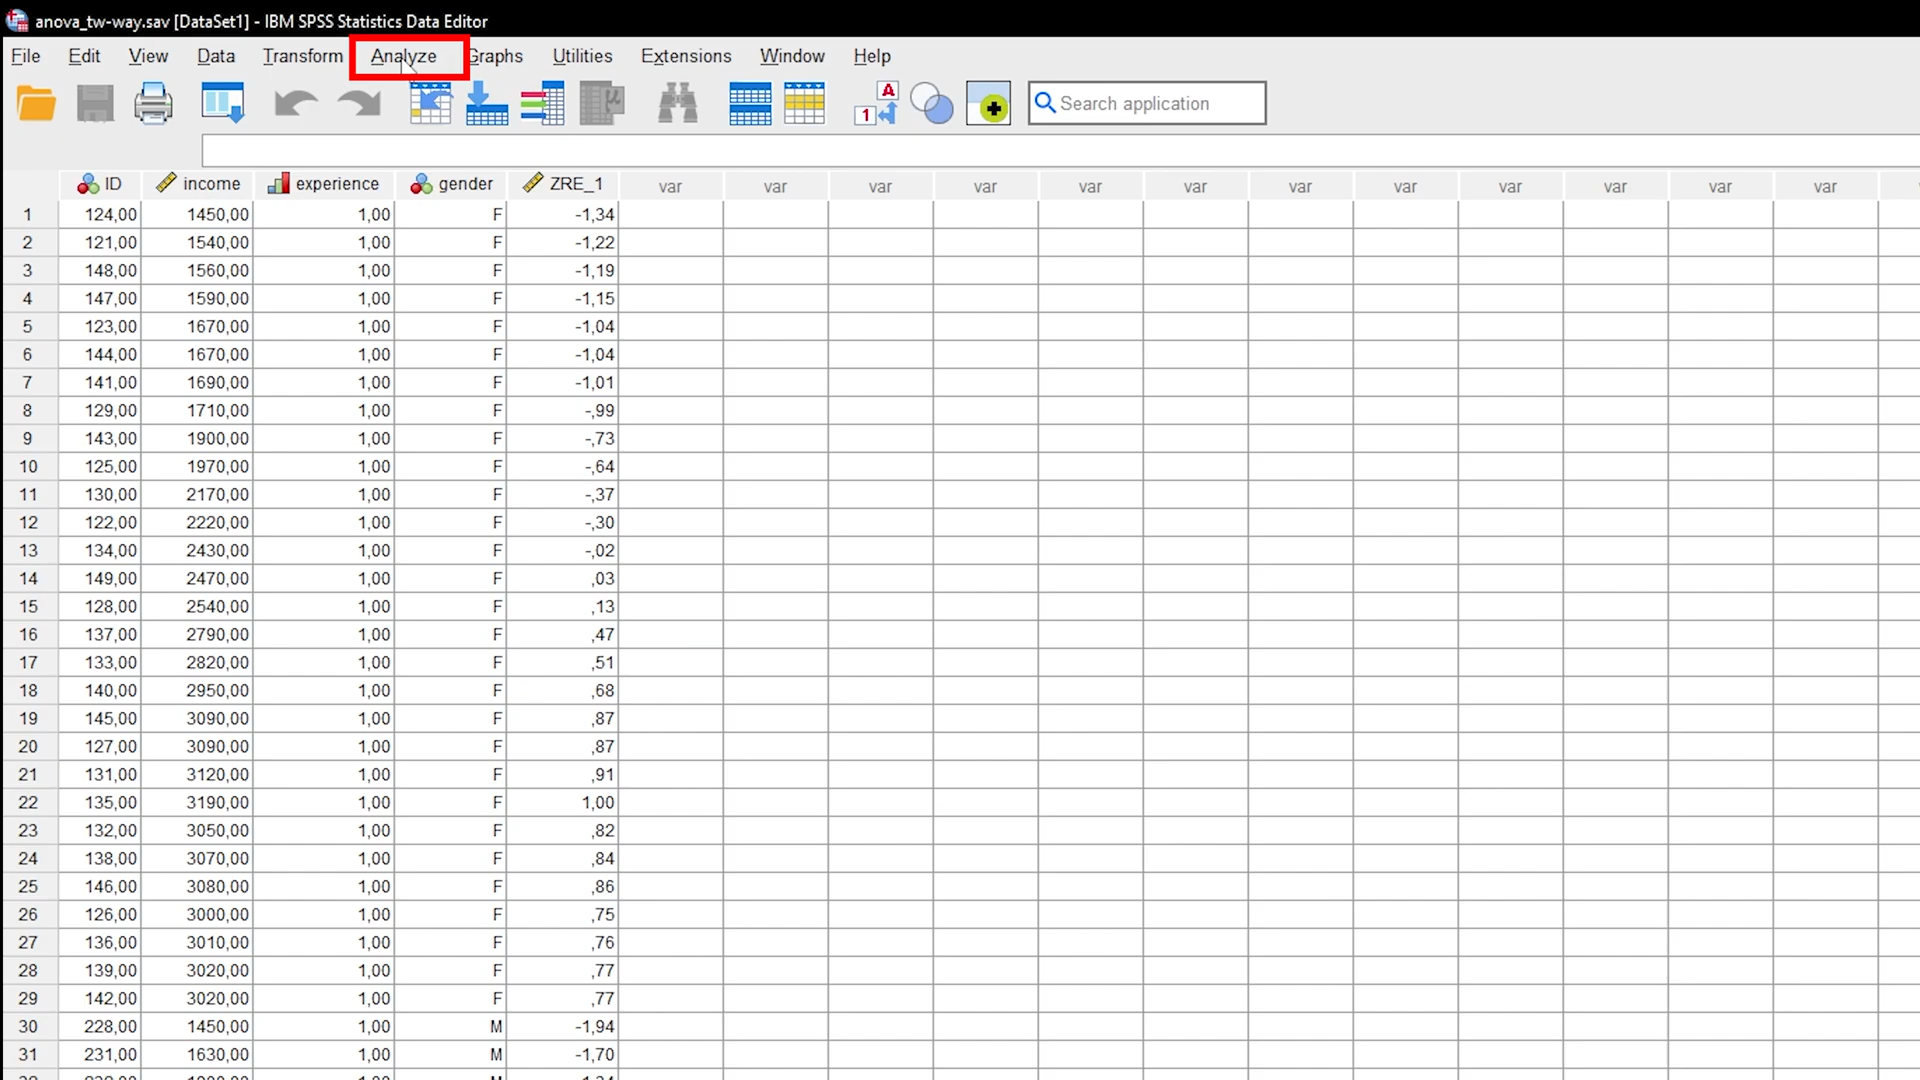 anova_tw-way.sav [DataSet1] - IBM SPSS Statistics Data Editor
File Edit View Data Transform Analyze Graphs Utilities Extensions Window Help
A
1
Search application
ID income experience gender ZRE_1 var var var var var var var var var var var var
1 124,00 1450,00 1,00 F -1,34
2 121,00 1540,00 1,00 F -1,22
3 148,00 1560,00 1,00 F -1,19
4 147,00 1590,00 1,00 F -1,15
5 123,00 1670,00 1,00 F -1,04
6 144,00 1670,00 1,00 F -1,04
7 141,00 1690,00 1,00 F -1,01
8 129,00 1710,00 1,00 F -,99
9 143,00 1900,00 1,00 F -,73
10 125,00 1970,00 1,00 F -,64
11 130,00 2170,00 1,00 F -,37
12 122,00 2220,00 1,00 F -,30
13 134,00 2430,00 1,00 F -,02
14 149,00 2470,00 1,00 F ,03
15 128,00 2540,00 1,00 F ,13
16 137,00 2790,00 1,00 F ,47
17 133,00 2820,00 1,00 F ,51
18 140,00 2950,00 1,00 F ,68
19 145,00 3090,00 1,00 F ,87
20 127,00 3090,00 1,00 F ,87
21 131,00 3120,00 1,00 F ,91
22 135,00 3190,00 1,00 F 1,00
23 132,00 3050,00 1,00 F ,82
24 138,00 3070,00 1,00 F ,84
25 146,00 3080,00 1,00 F ,86
26 126,00 3000,00 1,00 F ,75
27 136,00 3010,00 1,00 F ,76
28 139,00 3020,00 1,00 F ,77
29 142,00 3020,00 1,00 F ,77
30 228,00 1450,00 1,00 M -1,94
31 231,00 1630,00 1,00 M -1,70